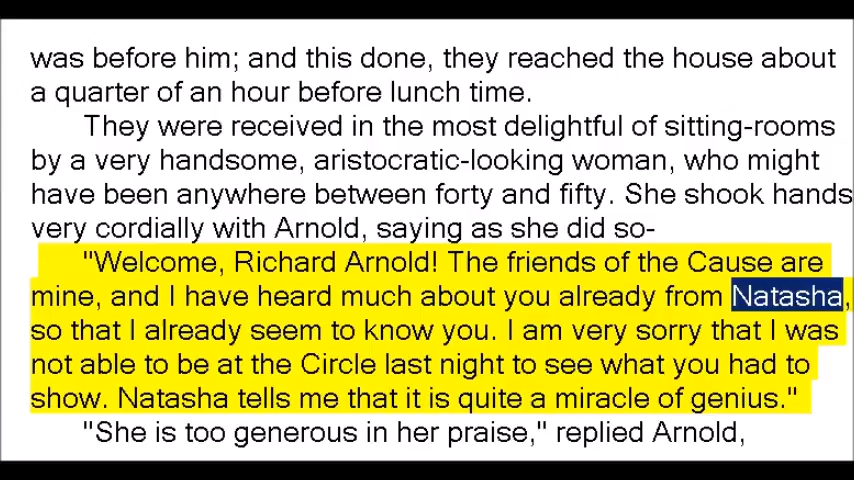 was before him; and this done, they reached the house about
a quarter of an hour before lunch time.
They were received in the most delightful of sitting-rooms
by a very handsome, aristocratic-looking woman, who might
have been anywhere between forty and fifty. She shook hands
very cordially with Arnold, saying as she did so-
"Welcome, Richard Arnold! The friends of the Cause are
mine, and I have heard much about you already from Natasha,
so that I already seem to know you. I am very sorry that I was
not able to be at the Circle last night to see what you had to
show. Natasha tells me that it is quite a miracle of genius."
"She is too generous in her praise," replied Arnold,